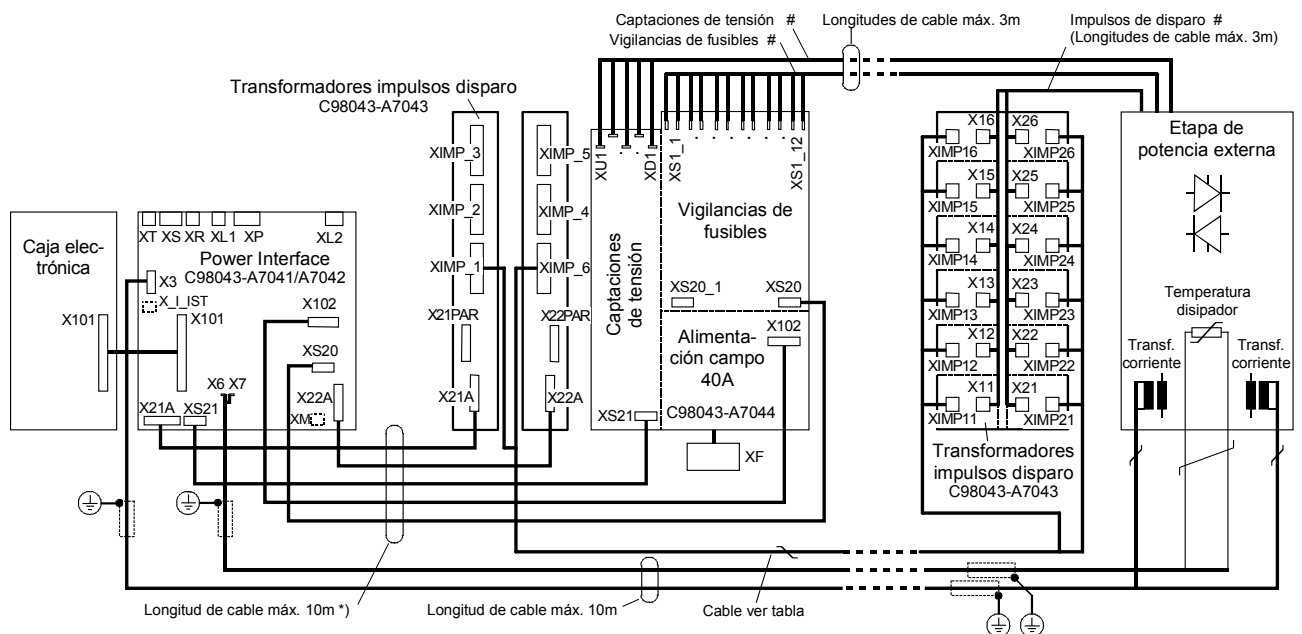 Captaciones de tensión #
Vigilancias de fusibles #
Longitudes de cable máx. 3m
Impulsos de disparo #
(Longitudes de cable máx. 3m)
Transformadores impulsos disparo
C98043-A7043
XIMP_3
XIMP_2
XIMP_1
X21PAR
X21A
XIMP_5
XIMP_4
XIMP_6
X22PAR
X22A
XU1
. .
XD1
XS1_1
. . . . . . . . . .
XS1_12
Captaciones
de tensión
Vigilancias de
fusibles
XS20_1
XS20
X102
Alimenta-
ción campo
40A
XS21
C98043-A7044
XF
X16
X26
XIMP16
XIMP26
X15
X25
XIMP15
XIMP25
X14
X24
XIMP14
XIMP24
X13
X23
XIMP13
XIMP23
X12
X22
XIMP12
XIMP22
X11
X21
XIMP11
XIMP21
Transformadores
impulsos disparo
C98043-A7043
Etapa de
potencia externa
Temperatura
disipador
Transf.
corriente
Transf.
corriente
Caja elec-
trónica
X101
XT XS XR XL1 XP
XL2
Power Interface
C98043-A7041/A7042
X3
X_I_IST
X101
X102
XS20
X6 X7
X22A
X21A
XS21
XM
Longitud de cable máx. 10m *)
Longitud de cable máx. 10m
Cable ver tabla